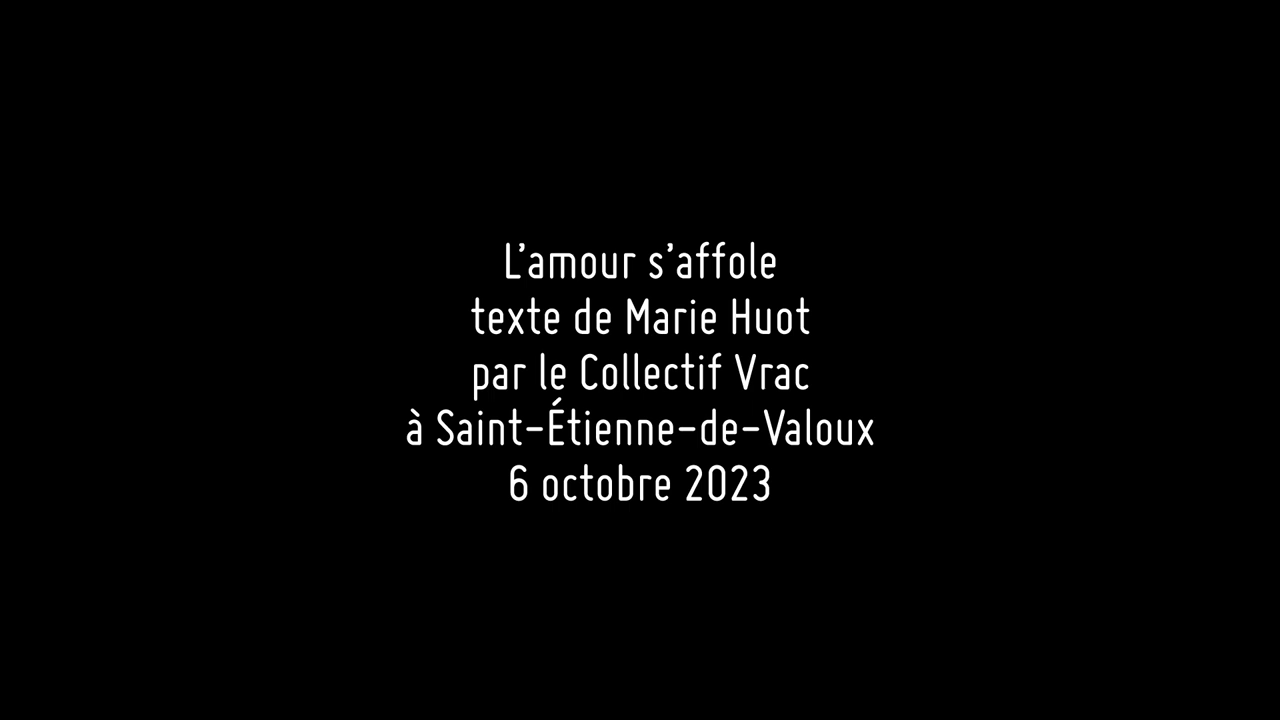 L'amour s'affole
texte de Marie Huot
par le Collectif Vrac
à Saint-Étienne-de-Valoux
6 octobre 2023